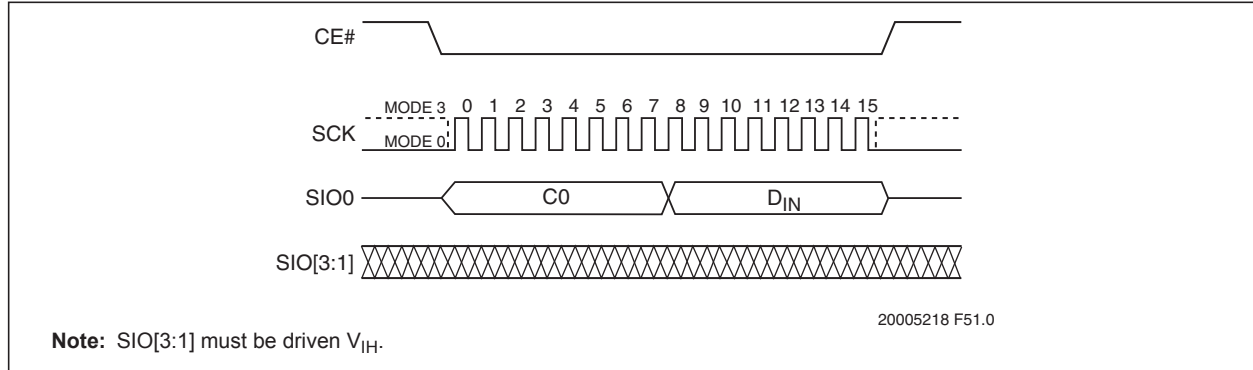 CE#
MODE 3 0 1 2 3 4 5 6 7 8 9 10 11 12 13 14 15
SCK
MODE 0
SIO0 C0 DIN
SIO[3:1]
20005218 F51.0
Note: SIO[3:1] must be driven VIH.